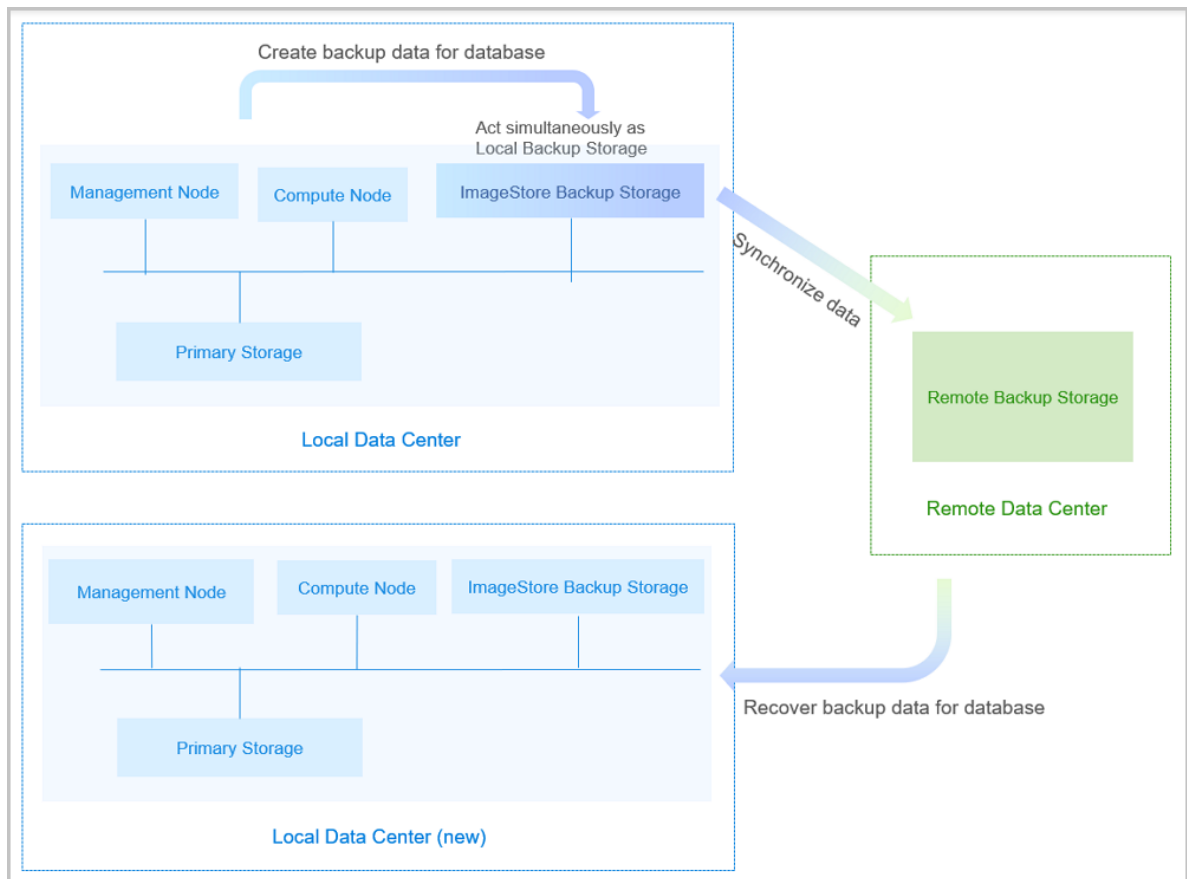 Create backup data for database
Act simultaneously as
Local Backup Storage
Management Node
Compute Node
ImageStore Backup Storage
Synchronize data
Primary Storage
Remote Backup Storage
Local Data Center
Remote Data Center
Management Node
Compute Node
ImageStore Backup Storage
Recover backup data for database
Primary Storage
Local Data Center (new)